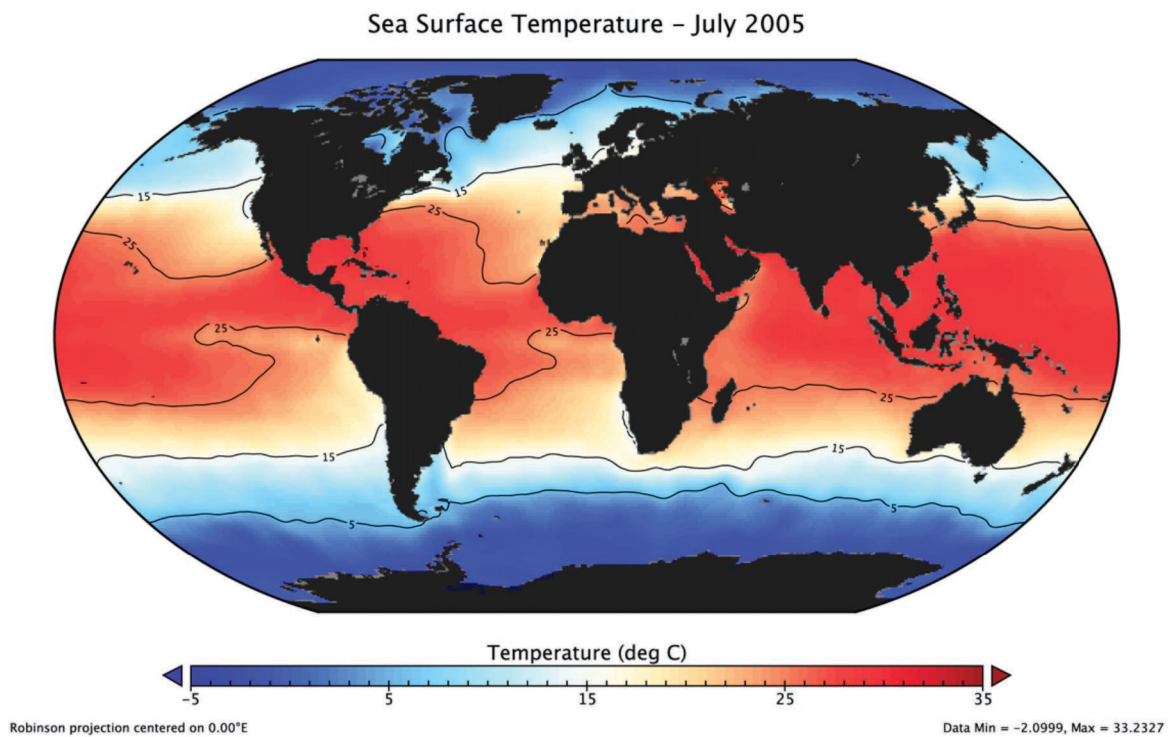 Sea Surface Temperature – July 2005
15
15
25
25
25
25
25
15
15
5
5
Temperature (deg C)
-5 5 15 25 35
Robinson projection centered on 0.00°E
Data Min = -2.0999, Max = 33.2327